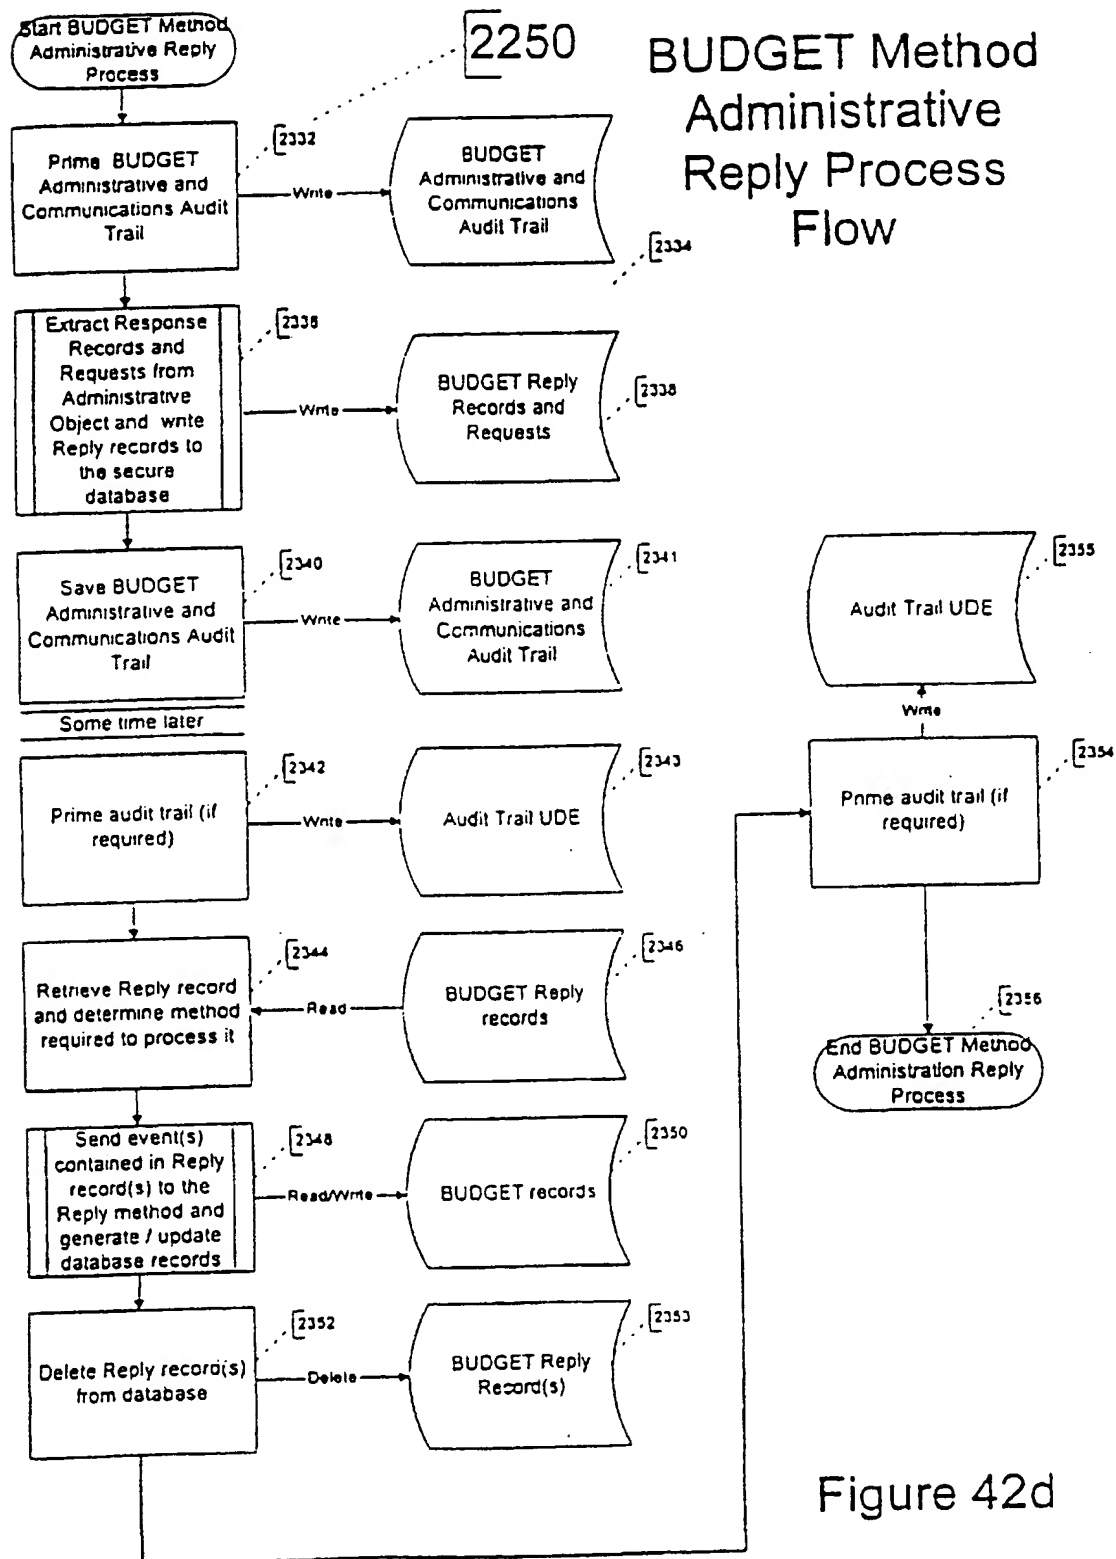 Start BUDGET Method
Administrative Reply
Process
2250
BUDGET Method
Administrative
Reply Process
Flow
Prime BUDGET
Administrative and
Communications Audit
Trail
2332
Write
BUDGET
Administrative and
Communications
Audit Trail
2334
Extract Response
Records and
Requests from
Administrative
Object and write
Reply records to
the secure
database
2336
Write
BUDGET Reply
Records and
Requests
2338
Save BUDGET
Administrative and
Communications Audit
Trail
2340
Write
BUDGET
Administrative and
Communications
Audit Trail
2341
Some time later
Prime audit trail (if
required)
2342
Write
Audit Trail UDE
2343
Retrieve Reply record
and determine method
required to process it
2344
Read
BUDGET Reply
records
2346
Send event(s)
contained in Reply
record(s) to the
Reply method and
generate / update
database records
2348
Read/Write
BUDGET records
2350
Delete Reply record(s)
from database
2352
Delete
BUDGET Reply
Record(s)
2353
Audit Trail UDE
2355
Write
Prime audit trail (if
required)
2354
2356
End BUDGET Method
Administration Reply
Process
Figure 42d